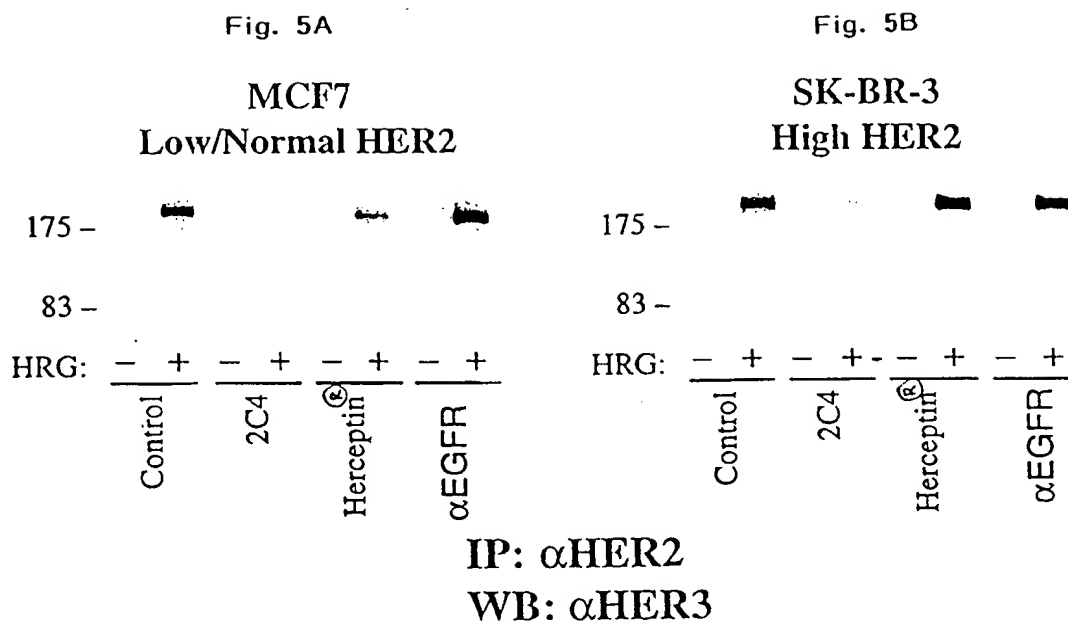 Fig. 5A
MCF7
Low/Normal HER2
175 –
83 –
HRG: – + – + – + – +
Control
2C4
Herceptin®
αEGFR
Fig. 5B
SK-BR-3
High HER2
175 –
83 –
HRG: – + – + - – + – +
Control
2C4
Herceptin®
αEGFR
IP: αHER2
WB: αHER3